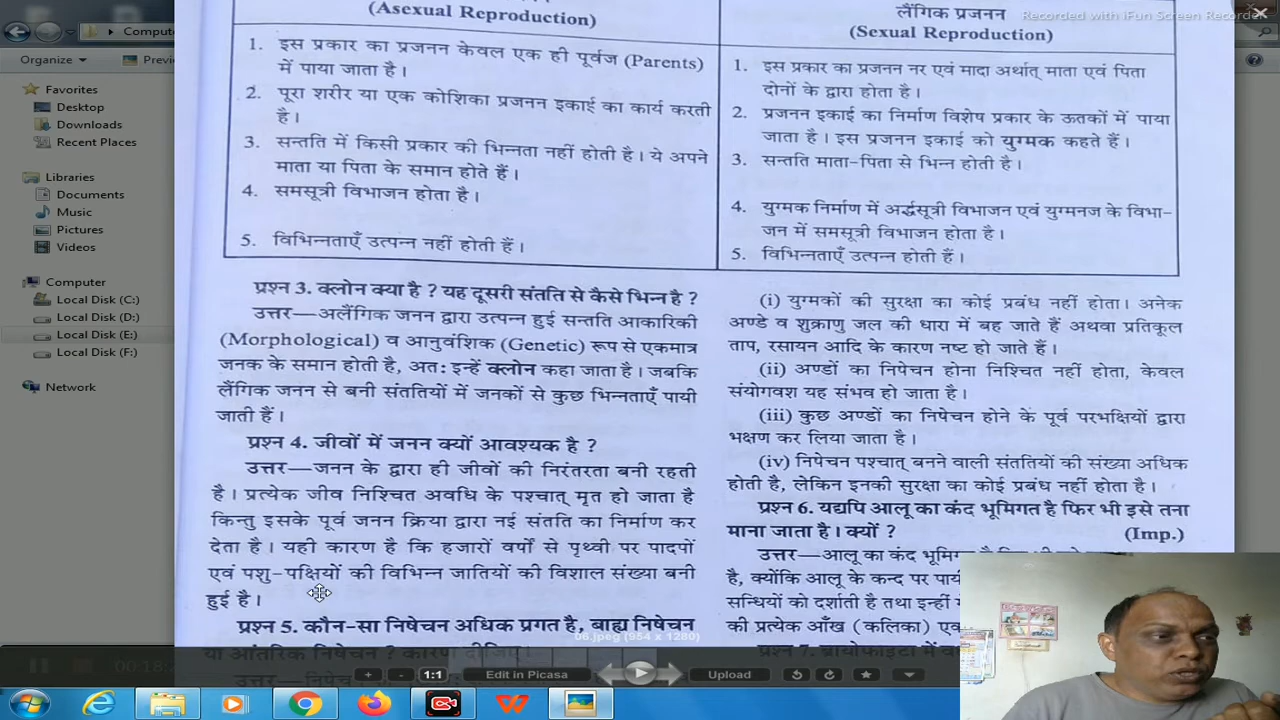 (Asexual Reproduction)
1. इस प्रकार का प्रजनन केवल एक ही पूर्वज (Parents)
में पाया जाता है।
2. पूरा शरीर या एक कोशिका प्रजनन इकाई का कार्य करती
है।
3. सन्तति में किसी प्रकार की भिन्नता नहीं होती है। ये अपने
माता या पिता के समान होते हैं।
4. समसूत्री विभाजन होता है।
5. विभिन्नताएँ उत्पन्न नहीं होती हैं।
लैंगिक प्रजनन
(Sexual Reproduction)
1. इस प्रकार का प्रजनन नर एवं मादा अर्थात् माता एवं पिता
दोनों के द्वारा होता है।
2. प्रजनन इकाई का निर्माण विशेष प्रकार के ऊतकों में पाया
जाता है। इस प्रजनन इकाई को युग्मक कहते हैं।
3. सन्तति माता-पिता से भिन्न होती है।
4. युग्मक निर्माण में अर्द्धसूत्री विभाजन एवं युग्मनज के विभा-
जन में समसूत्री विभाजन होता है।
5. विभिन्नताएँ उत्पन्न होती हैं।
प्रश्न 3. क्लोन क्या है ? यह दूसरी संतति से कैसे भिन्न है ?
उत्तर—अलैंगिक जनन द्वारा उत्पन्न हुई सन्तति आकारिकी
(Morphological) व आनुवंशिक (Genetic) रूप से एकमात्र
जनक के समान होती है, अतः इन्हें क्लोन कहा जाता है। जबकि
लैंगिक जनन से बनी संततियों में जनकों से कुछ भिन्नताएँ पायी
जाती हैं।
प्रश्न 4. जीवों में जनन क्यों आवश्यक है ?
उत्तर—जनन के द्वारा ही जीवों की निरंतरता बनी रहती
है। प्रत्येक जीव निश्चित अवधि के पश्चात् मृत हो जाता है
किन्तु इसके पूर्व जनन क्रिया द्वारा नई संतति का निर्माण कर
देता है। यही कारण है कि हजारों वर्षों से पृथ्वी पर पादपों
एवं पशु-पक्षियों की विभिन्न जातियों की विशाल संख्या बनी
हुई है।
प्रश्न 5. कौन-सा निषेचन अधिक प्रगत है, बाह्य निषेचन
या आंतरिक निषेचन ?
(i) युग्मकों की सुरक्षा का कोई प्रबंध नहीं होता। अनेक
अण्डे व शुक्राणु जल की धारा में बह जाते हैं अथवा प्रतिकूल
ताप, रसायन आदि के कारण नष्ट हो जाते हैं।
(ii) अण्डों का निषेचन होना निश्चित नहीं होता, केवल
संयोगवश यह संभव हो जाता है।
(iii) कुछ अण्डों का निषेचन होने के पूर्व परभक्षियों द्वारा
भक्षण कर लिया जाता है।
(iv) निषेचन पश्चात् बनने वाली संततियों की संख्या अधिक
होती है, लेकिन इनकी सुरक्षा का कोई प्रबंध नहीं होता है।
प्रश्न 6. यद्यपि आलू का कंद भूमिगत है फिर भी इसे तना
माना जाता है। क्यों ? (Imp.)
उत्तर—आलू का कंद
है, क्योंकि आलू के कन्द पर
सन्धियों को दर्शाती है तथा इन्हीं
की प्रत्येक आँख (कलिका)
प्रश्न 7. ब्रायोफाइटा में
Recorded with iFun Screen Recorder
Organize
Favorites
Desktop
Downloads
Recent Places
Libraries
Documents
Music
Pictures
Videos
Computer
Local Disk (C:)
Local Disk (D:)
Local Disk (E:)
Local Disk (F:)
Network
06.jpeg (954 x 1280)
1:1
Edit in Picasa
Upload